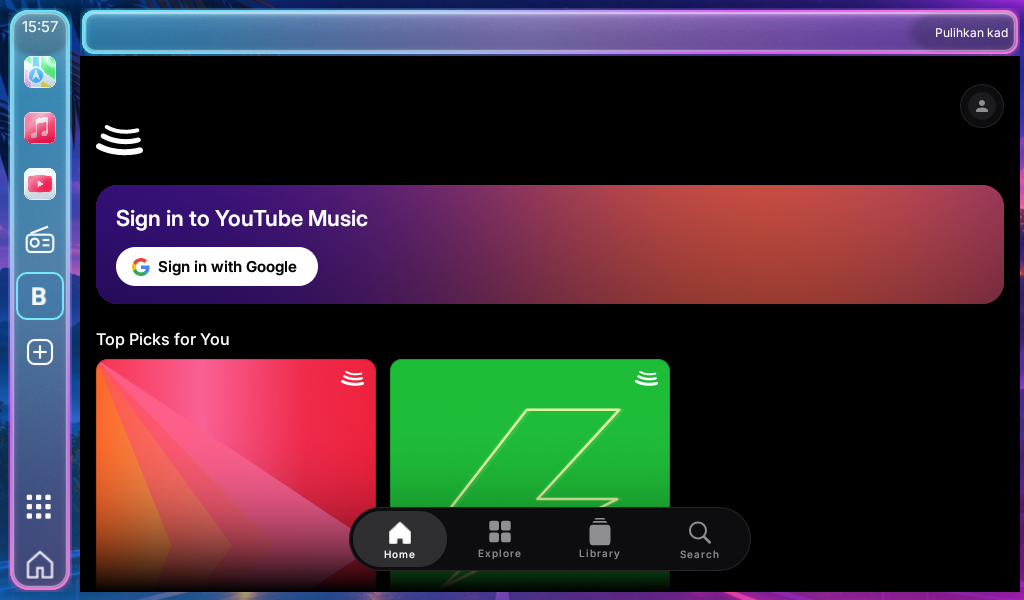 15:57
Pulihkan kad
Sign in to YouTube Music
Sign in with Google
B
Top Picks for You
Home
Explore
Library
Search